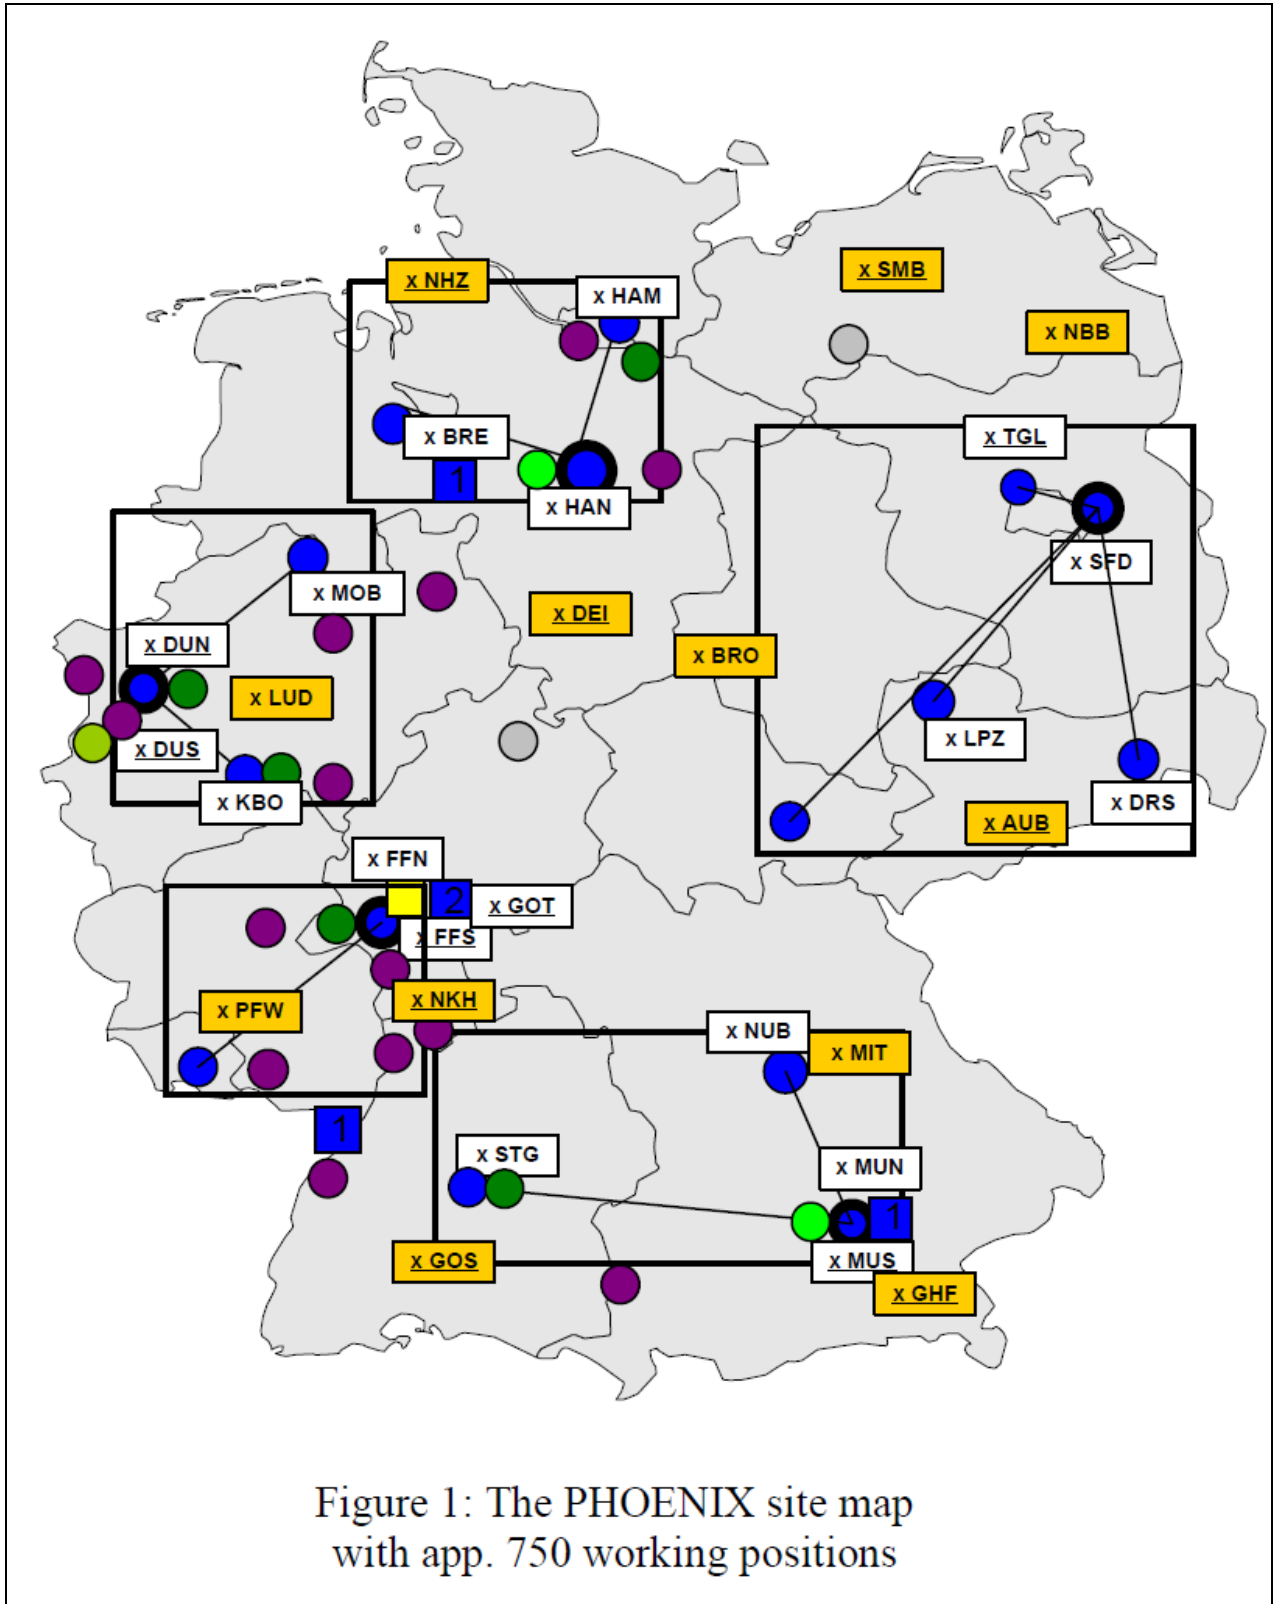 x NHZ
x SMB
x HAM
x NBB
x BRE
x TGL
1
x HAN
x SFD
x MOB
x DEI
x DUN
x BRO
x LUD
x DUS
x LPZ
x KBO
x DRS
x AUB
x FFN
2
x GOT
x FFS
x NKH
x PFW
x NUB
x MIT
1
x STG
x MUN
1
x GOS
x MUS
x GHF
Figure 1: The PHOENIX site map
with app. 750 working positions